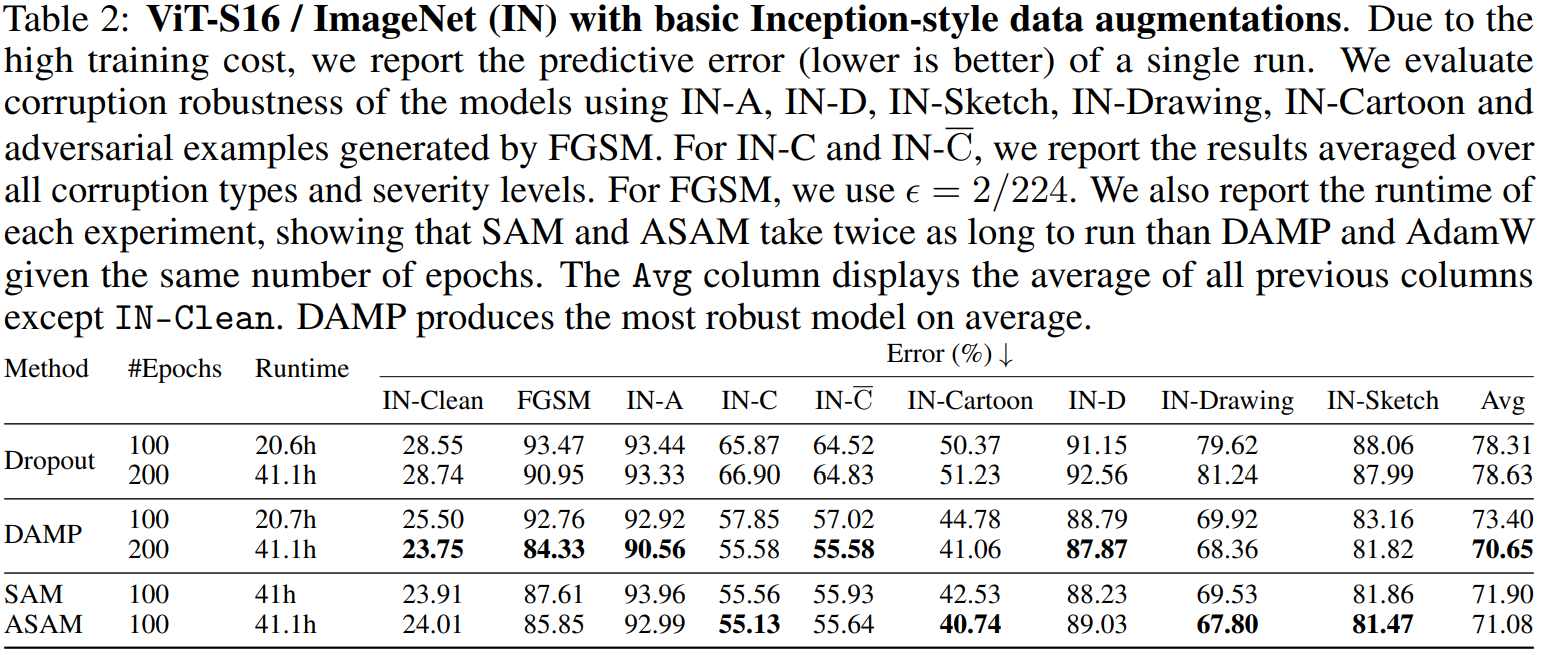 Table 2: ViT-S16 / ImageNet (IN) with basic Inception-style data augmentations. Due to the
high training cost, we report the predictive error (lower is better) of a single run. We evaluate
corruption robustness of the models using IN-A, IN-D, IN-Sketch, IN-Drawing, IN-Cartoon and
adversarial examples generated by FGSM. For IN-C and IN-C̅, we report the results averaged over
all corruption types and severity levels. For FGSM, we use ϵ = 2/224. We also report the runtime of
each experiment, showing that SAM and ASAM take twice as long to run than DAMP and AdamW
given the same number of epochs. The Avg column displays the average of all previous columns
except IN-Clean. DAMP produces the most robust model on average.
Method #Epochs Runtime Error (%) ↓
IN-Clean FGSM IN-A IN-C IN-C̅ IN-Cartoon IN-D IN-Drawing IN-Sketch Avg
Dropout 100 20.6h 28.55 93.47 93.44 65.87 64.52 50.37 91.15 79.62 88.06 78.31
200 41.1h 28.74 90.95 93.33 66.90 64.83 51.23 92.56 81.24 87.99 78.63
DAMP 100 20.7h 25.50 92.76 92.92 57.85 57.02 44.78 88.79 69.92 83.16 73.40
200 41.1h 23.75 84.33 90.56 55.58 55.58 41.06 87.87 68.36 81.82 70.65
SAM 100 41h 23.91 87.61 93.96 55.56 55.93 42.53 88.23 69.53 81.86 71.90
ASAM 100 41.1h 24.01 85.85 92.99 55.13 55.64 40.74 89.03 67.80 81.47 71.08